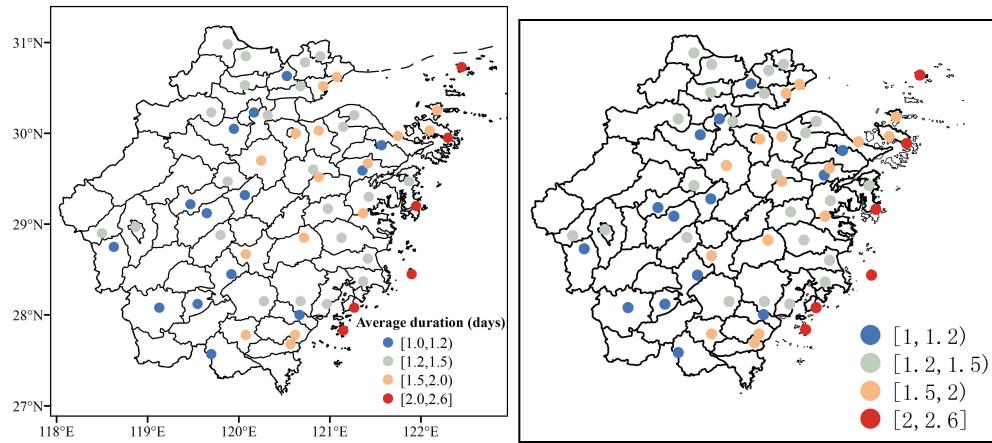 31°N
30°N
29°N
28°N
27°N
118°E
119°E
120°E
121°E
122°E
Average duration (days)
[1.0,1.2)
[1.2,1.5)
[1.5,2.0)
[2.0,2.6]
[1,1.2)
[1.2,1.5)
[1.5,2)
[2,2.6]